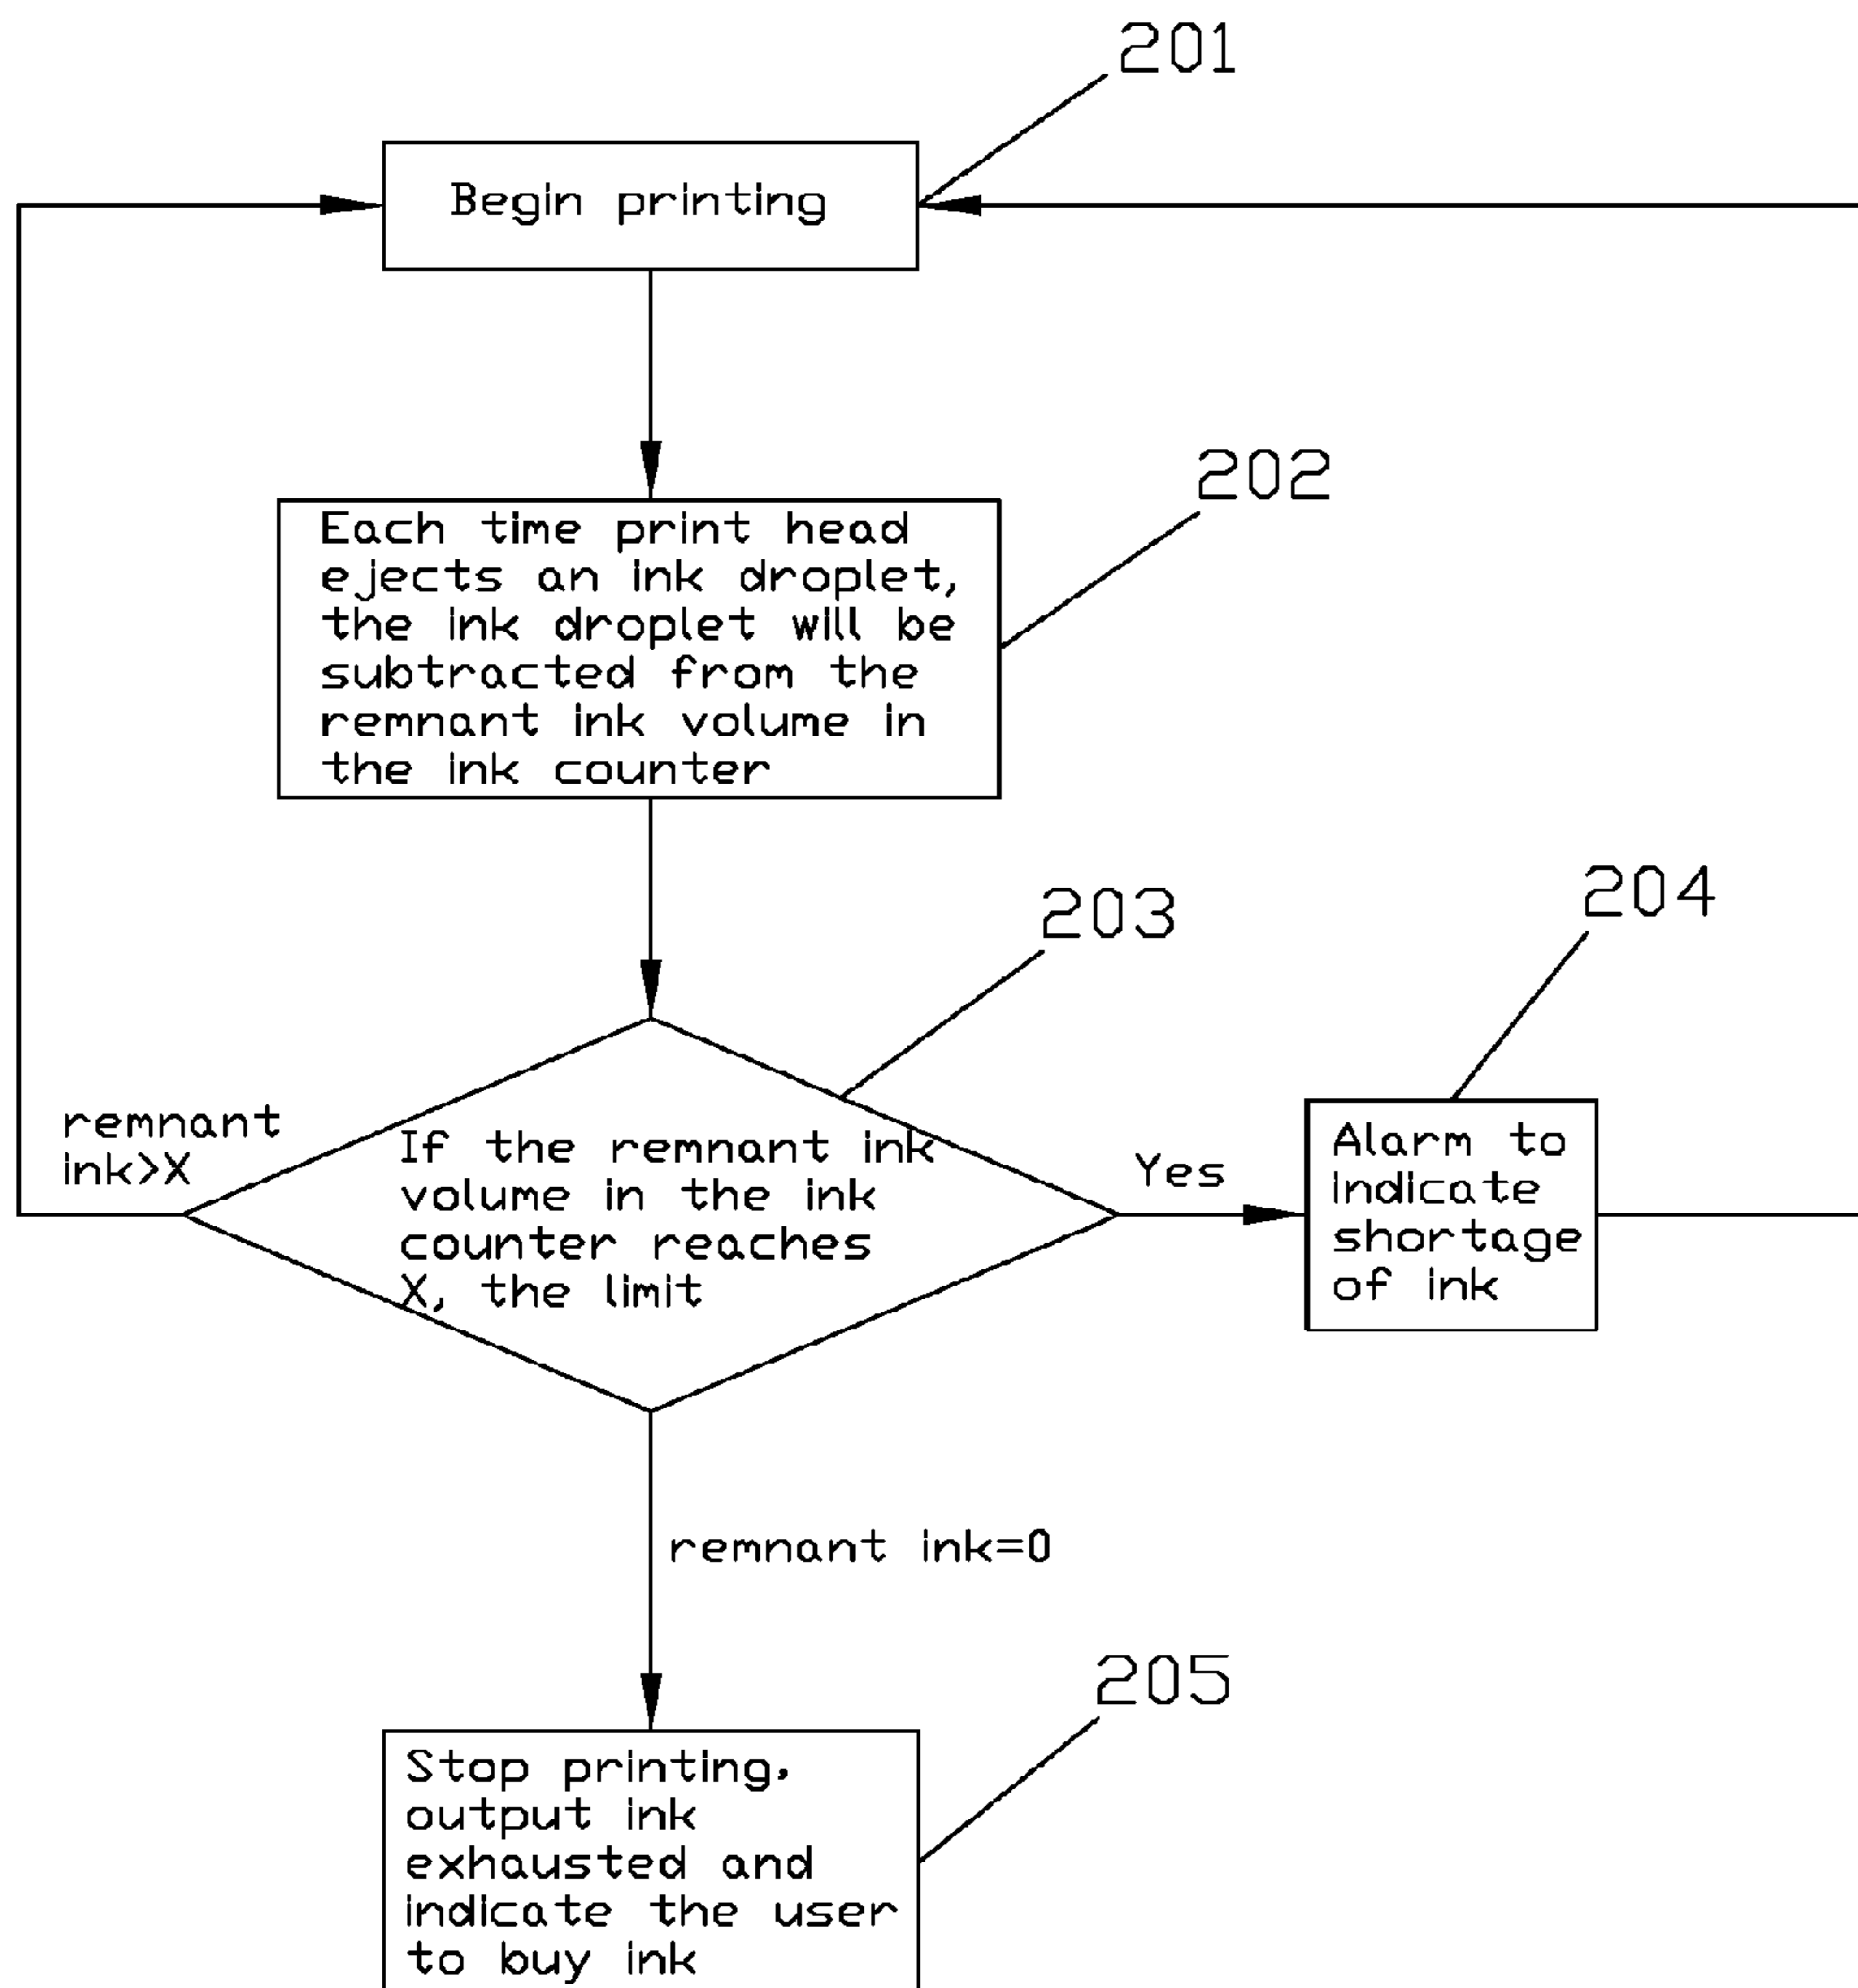 201
Begin printing
202
Each time print head
ejects an ink droplet,
the ink droplet will be
subtracted from the
remnant ink volume in
the ink counter
203
204
remnant
ink>X
If the remnant ink
volume in the ink
counter reaches
X, the limit
Yes
Alarm to
indicate
shortage
of ink
remnant ink=0
205
Stop printing,
output ink
exhausted and
indicate the user
to buy ink